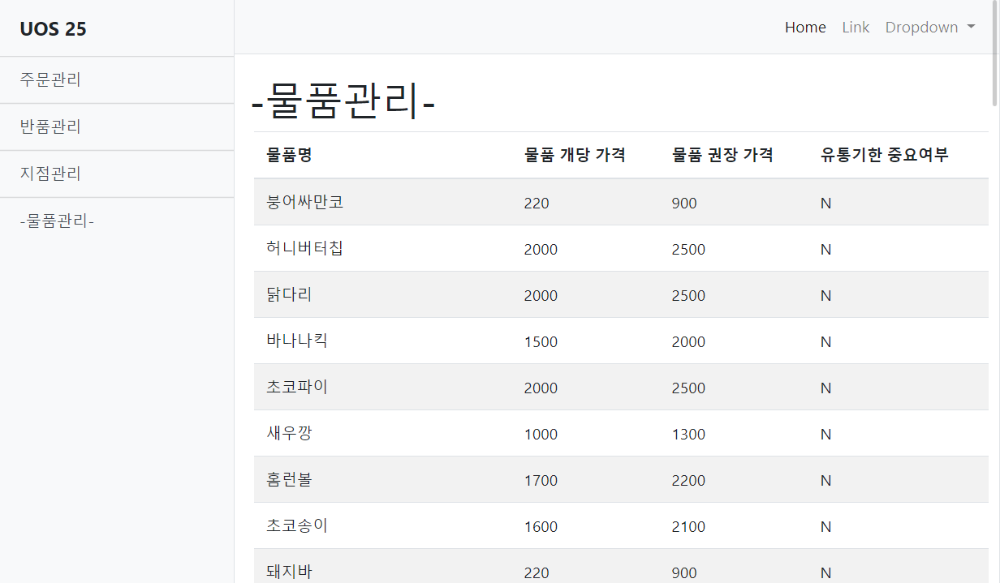 UOS 25
Home Link Dropdown
주문관리
반품관리
지점관리
-물품관리-
-물품관리-
물품명 물품 개당 가격 물품 권장 가격 유통기한 중요여부
붕어싸만코 220 900 N
허니버터칩 2000 2500 N
닭다리 2000 2500 N
바나나킥 1500 2000 N
초코파이 2000 2500 N
새우깡 1000 1300 N
홈런볼 1700 2200 N
초코송이 1600 2100 N
돼지바 220 900 N